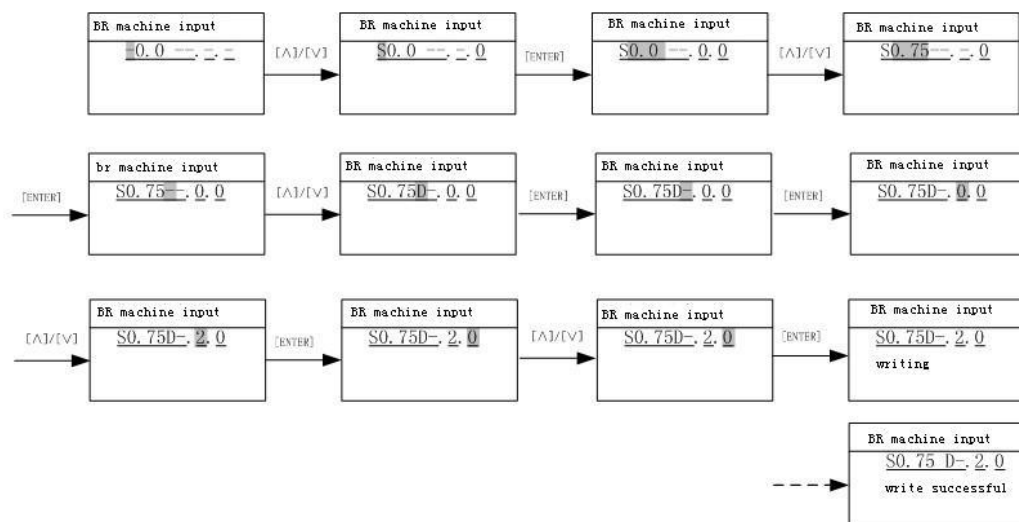 BR machine input
-0.0 --.-.-
[Λ]/[V]
BR machine input
S0.0 --.-.0
[ENTER]
BR machine input
S0.0 --.0.0
[Λ]/[V]
BR machine input
S0.75--.-.0
[ENTER]
br machine input
S0.75--.0.0
[Λ]/[V]
BR machine input
S0.75D-.0.0
[ENTER]
BR machine input
S0.75D-.0.0
[ENTER]
BR machine input
S0.75D-.0.0
[Λ]/[V]
BR machine input
S0.75D-.2.0
[ENTER]
BR machine input
S0.75D-.2.0
[Λ]/[V]
BR machine input
S0.75D-.2.0
[ENTER]
BR machine input
S0.75D-.2.0
writing
BR machine input
S0.75 D-.2.0
write successful